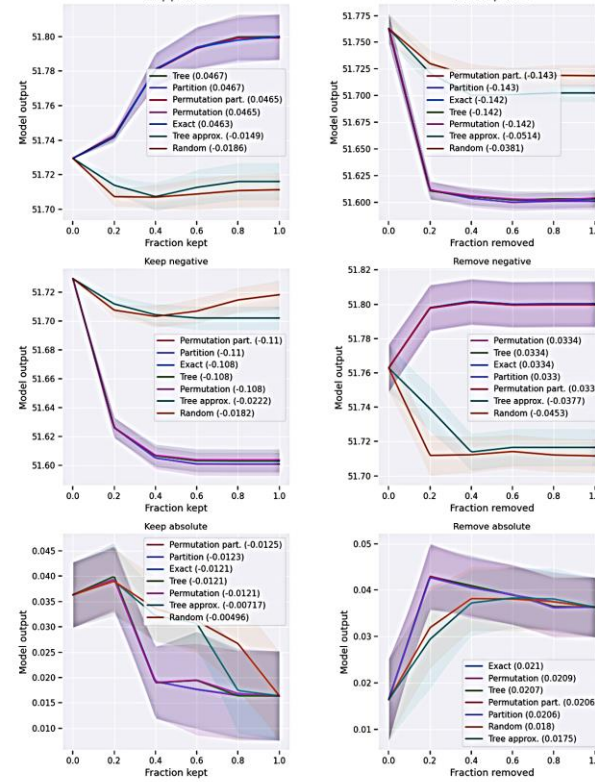 51.80
51.78
51.76
51.74
51.72
51.70
Model output
Tree (0.0467)
Partition (0.0467)
Permutation part. (0.0465)
Permutation (0.0465)
Exact (0.0463)
Tree approx. (-0.0149)
Random (-0.0186)
0.0 0.2 0.4 0.6 0.8 1.0
Fraction kept
51.775
51.750
51.725
51.700
51.675
51.650
51.625
51.600
Model output
Permutation part. (-0.143)
Partition (-0.143)
Exact (-0.142)
Tree (-0.142)
Permutation (-0.142)
Tree approx. (-0.0514)
Random (-0.0381)
0.0 0.2 0.4 0.6 0.8 1.0
Fraction removed
Keep negative
51.72
51.70
51.68
51.66
51.64
51.62
51.60
Model output
Permutation part. (-0.11)
Partition (-0.11)
Exact (-0.108)
Tree (-0.108)
Permutation (-0.108)
Tree approx. (-0.0222)
Random (-0.0182)
0.0 0.2 0.4 0.6 0.8 1.0
Fraction kept
Remove negative
51.82
51.80
51.78
51.76
51.74
51.72
51.70
Model output
Permutation (0.0334)
Tree (0.0334)
Exact (0.0334)
Partition (0.033)
Permutation part. (0.033
Tree approx. (-0.0377)
Random (-0.0453)
0.0 0.2 0.4 0.6 0.8 1.0
Fraction removed
Keep absolute
0.045
0.040
0.035
0.030
0.025
0.020
0.015
0.010
Model output
Permutation part. (-0.0125)
Partition (-0.0123)
Exact (-0.0121)
Tree (-0.0121)
Permutation (-0.0121)
Tree approx. (-0.00717)
Random (-0.00496)
0.0 0.2 0.4 0.6 0.8 1.0
Fraction kept
Remove absolute
0.05
0.04
0.03
0.02
0.01
Model output
Exact (0.021)
Permutation (0.0209)
Tree (0.0207)
Permutation part. (0.0206
Partition (0.0206)
Random (0.018)
Tree approx. (0.0175)
0.0 0.2 0.4 0.6 0.8 1.0
Fraction removed